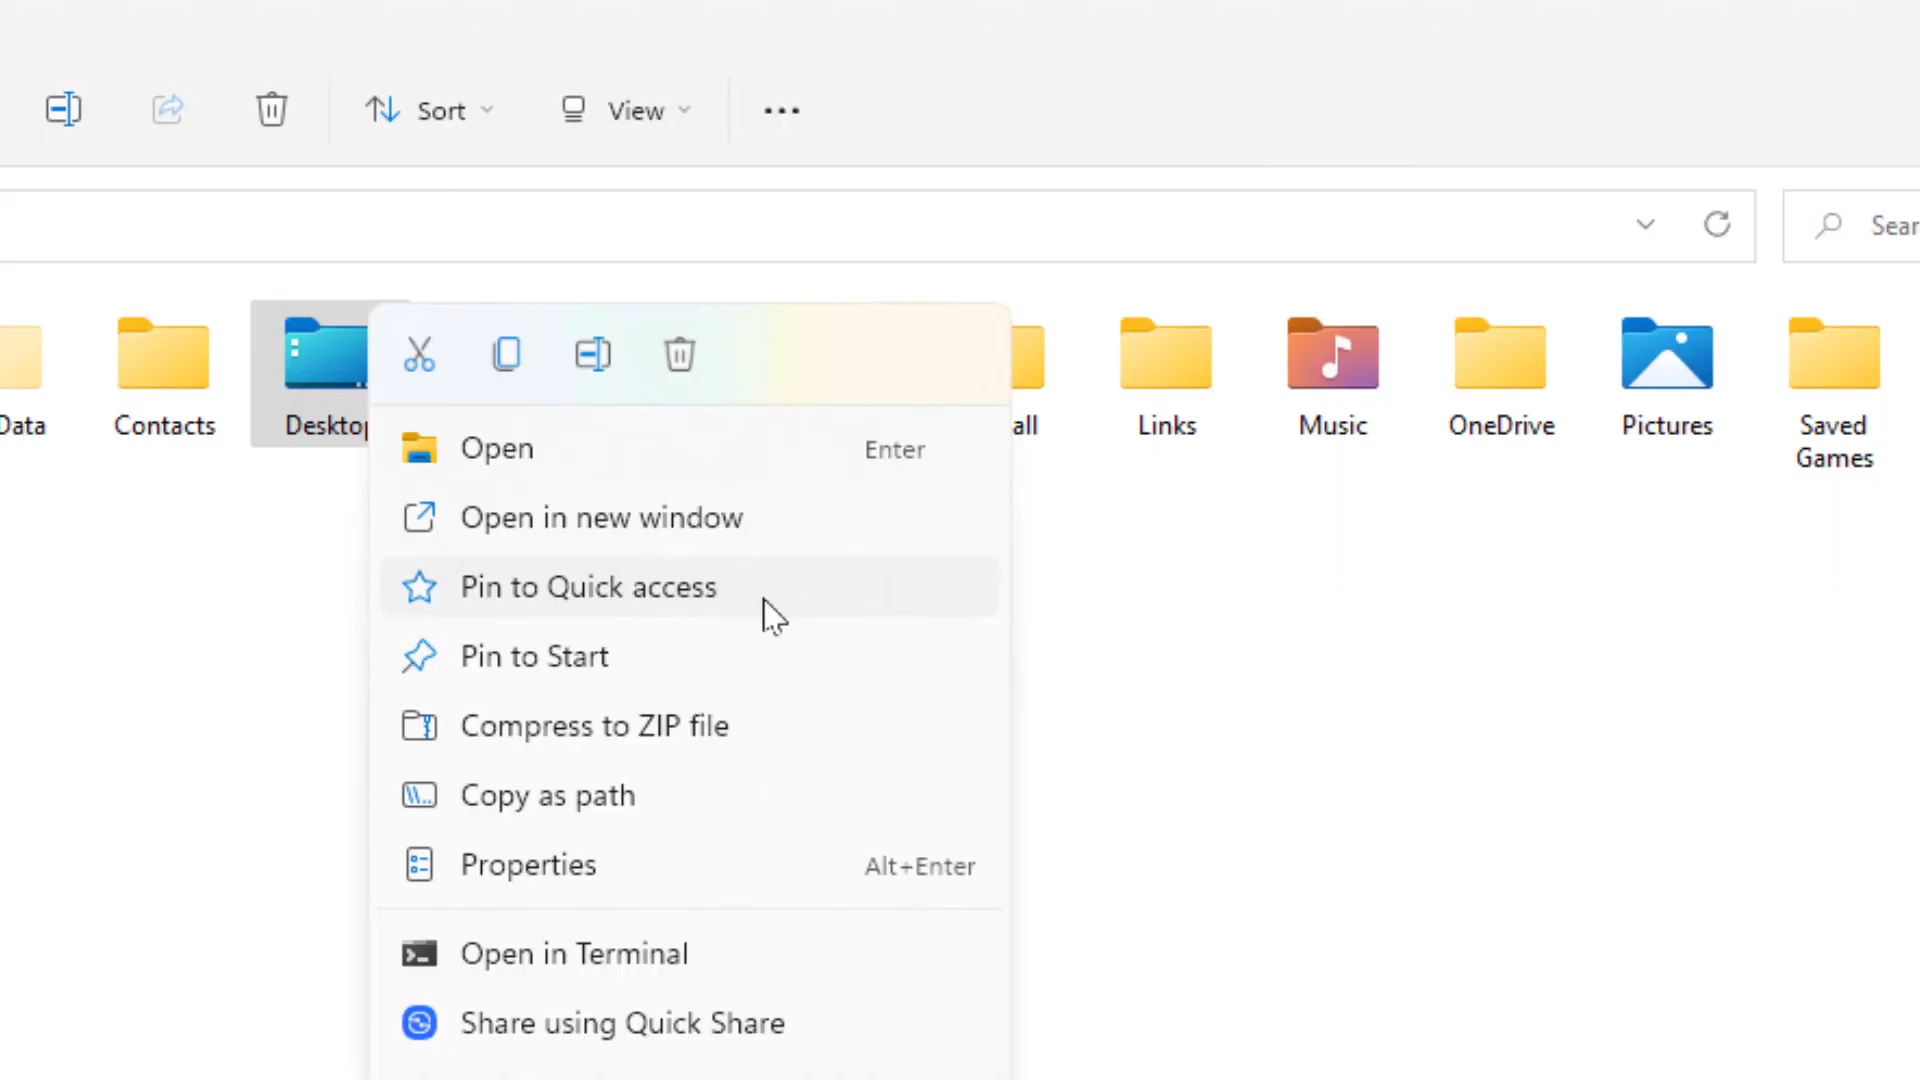 Sort
View
Sear
Data
Contacts
Desktop
all
Links
Music
OneDrive
Pictures
Saved
Games
Open Enter
Open in new window
Pin to Quick access
Pin to Start
Compress to ZIP file
Copy as path
Properties Alt+Enter
Open in Terminal
Share using Quick Share